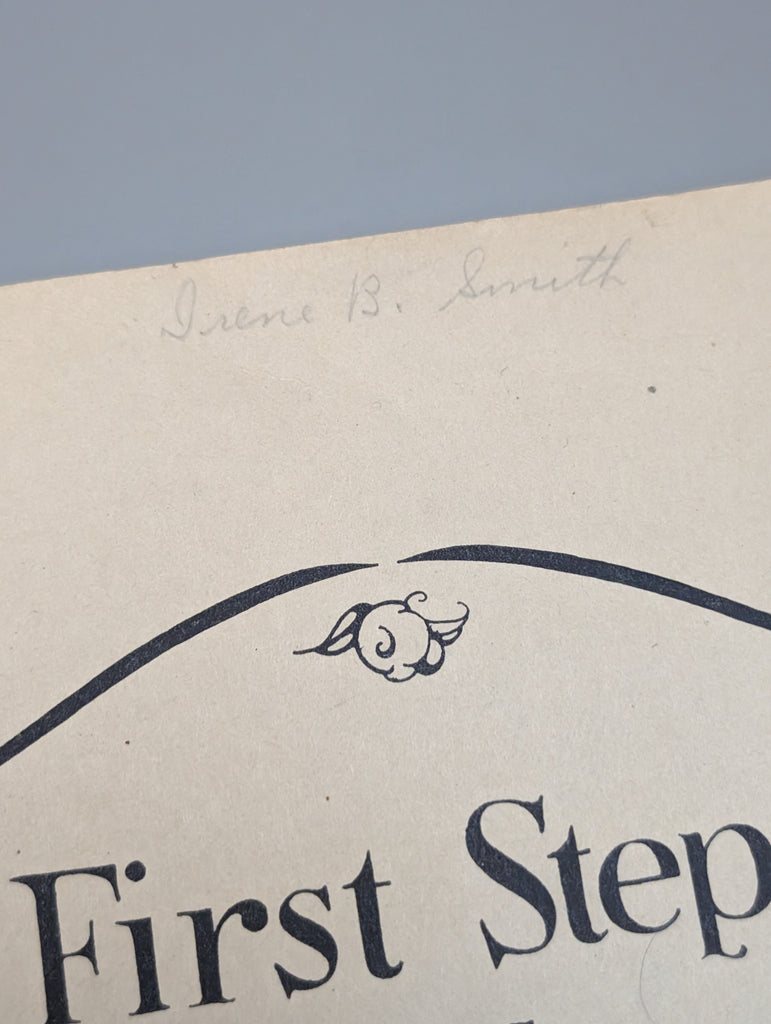 Irene B. Smith
First Step